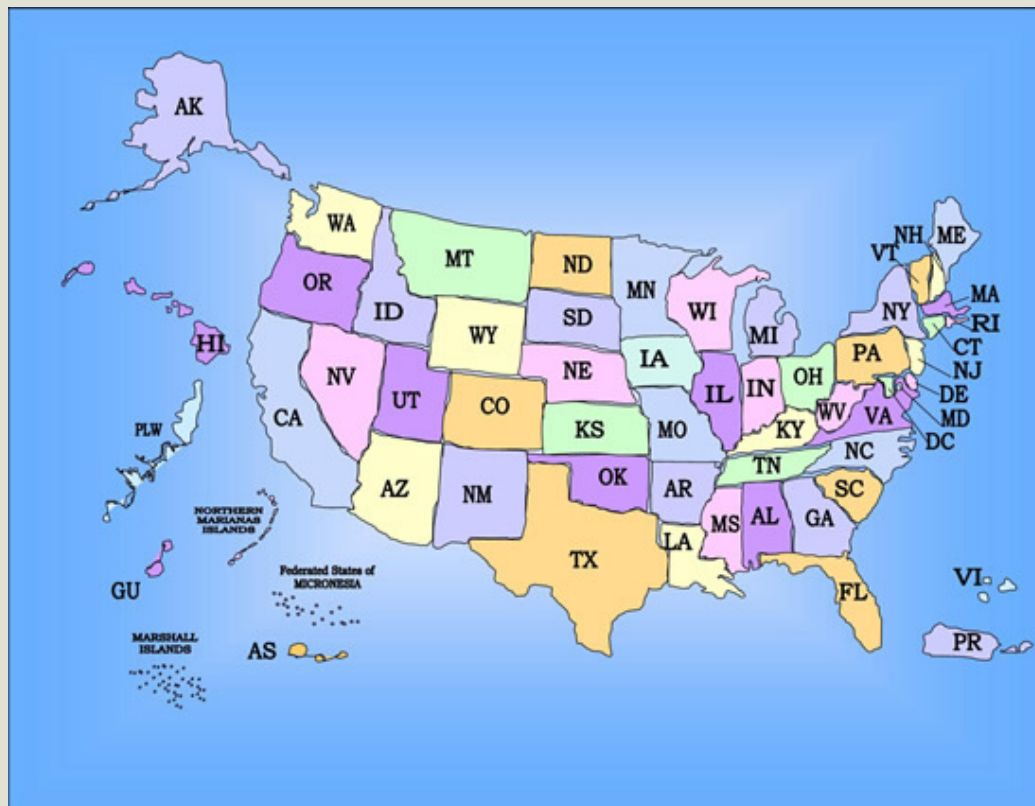 AK
WA
MT
ND
MN
OR
ID
SD
WI
MI
NH
ME
VT
NY
MA
RI
CT
NJ
DE
MD
DC
WY
IA
PA
HI
NV
UT
CO
NE
IL
IN
OH
CA
KS
MO
KY
WV
VA
PLW
AZ
NM
OK
AR
TN
NC
SC
NORTHERN
MARIANAS
ISLANDS
TX
LA
MS
AL
GA
FL
GU
Federated States of
MICRONESIA
VI
MARSHALL
ISLANDS
AS
PR